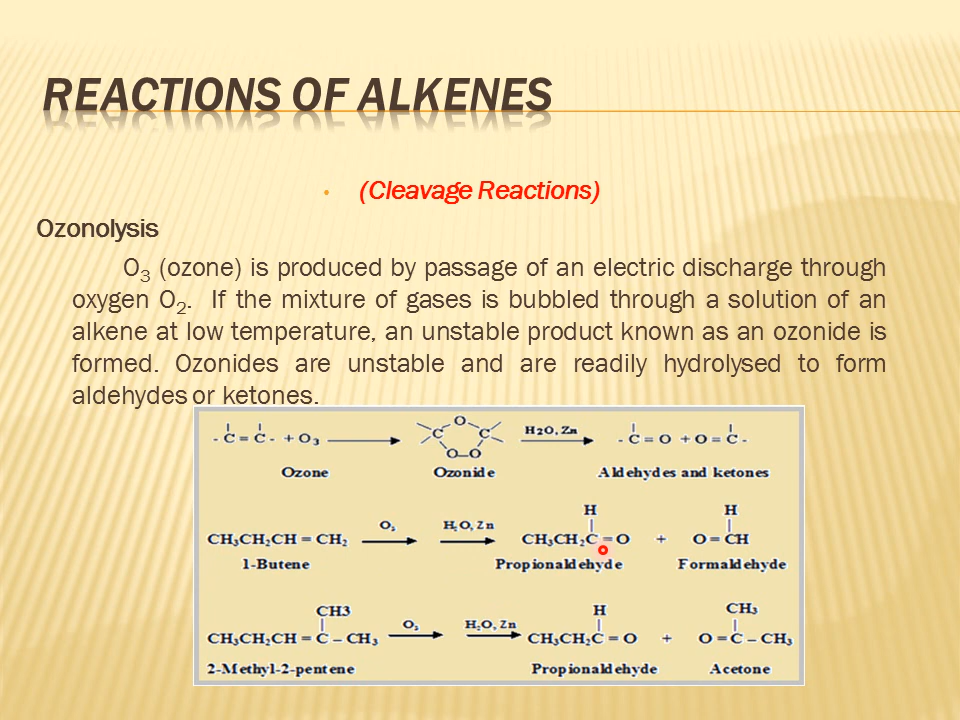 REACTIONS OF ALKENES
• (Cleavage Reactions)
Ozonolysis
O₃ (ozone) is produced by passage of an electric discharge through
oxygen O₂. If the mixture of gases is bubbled through a solution of an
alkene at low temperature, an unstable product known as an ozonide is
formed. Ozonides are unstable and are readily hydrolysed to form
aldehydes or ketones.
- C = C - + O₃ C O C O – O H2O, Zn - C = O + O = C -
Ozone Ozonide Aldehydes and ketones
H H
CH₃CH₂CH = CH₂ O₃ H₂O, Zn CH₃CH₂C = O + O = CH
1-Butene Propionaldehyde Formaldehyde
CH3 H CH₃
CH₃CH₂CH = C – CH₃ O₃ H₂O, Zn CH₃CH₂C = O + O = C – CH₃
2-Methyl-2-pentene Propionaldehyde Acetone